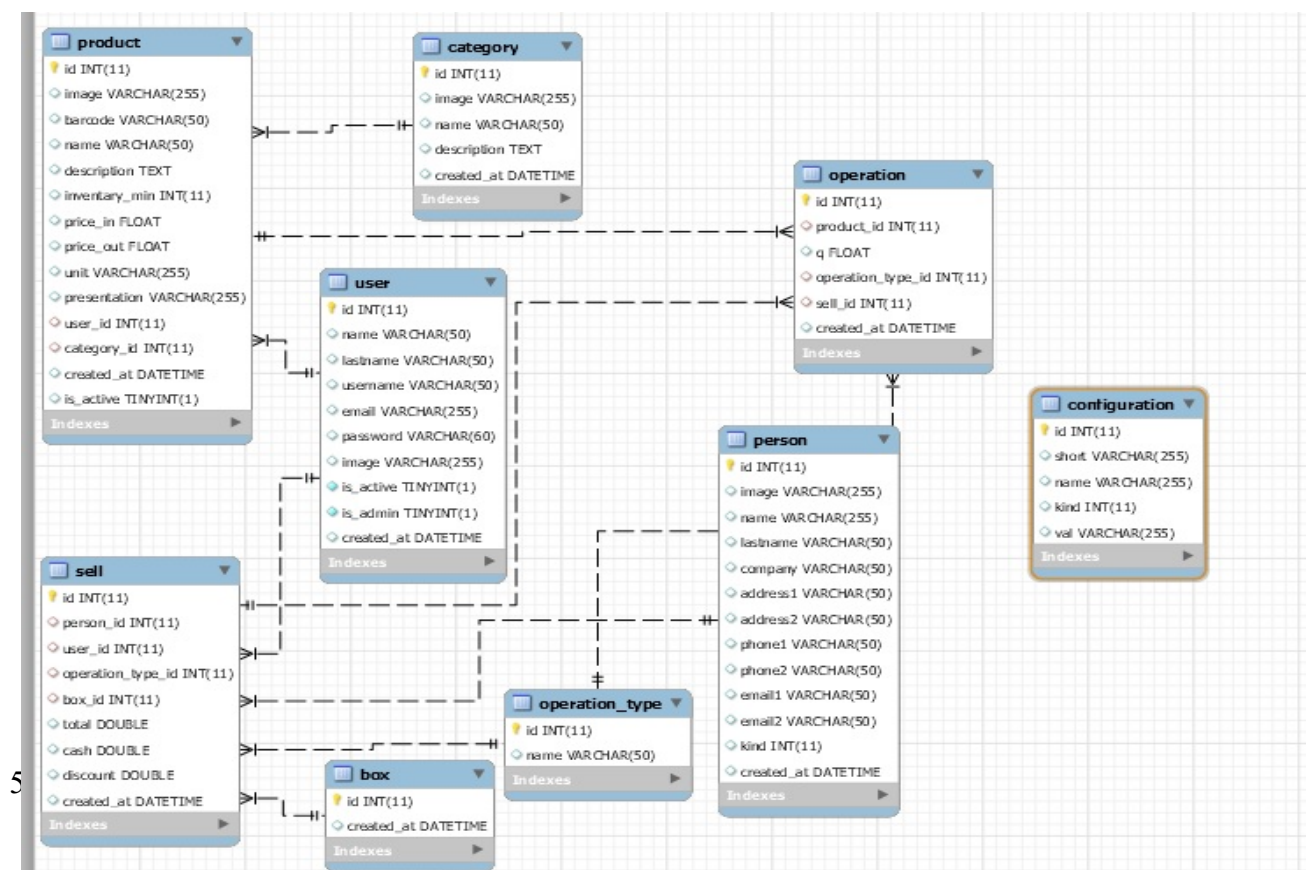 product
id INT(11)
image VARCHAR(255)
barcode VARCHAR(50)
name VARCHAR(50)
description TEXT
inventary_min INT(11)
price_in FLOAT
price_out FLOAT
unit VARCHAR(255)
presentation VARCHAR(255)
user_id INT(11)
category_id INT(11)
created_at DATETIME
is_active TINYINT(1)
Indexes
category
id INT(11)
image VARCHAR(255)
name VARCHAR(50)
description TEXT
created_at DATETIME
Indexes
operation
id INT(11)
product_id INT(11)
q FLOAT
operation_type_id INT(11)
sell_id INT(11)
created_at DATETIME
Indexes
user
id INT(11)
name VARCHAR(50)
lastname VARCHAR(50)
username VARCHAR(50)
email VARCHAR(255)
password VARCHAR(60)
image VARCHAR(255)
is_active TINYINT(1)
is_admin TINYINT(1)
created_at DATETIME
Indexes
configuration
id INT(11)
short VARCHAR(255)
name VARCHAR(255)
kind INT(11)
val VARCHAR(255)
Indexes
person
id INT(11)
image VARCHAR(255)
name VARCHAR(255)
lastname VARCHAR(50)
company VARCHAR(50)
address1 VARCHAR(50)
address2 VARCHAR(50)
phone1 VARCHAR(50)
phone2 VARCHAR(50)
email1 VARCHAR(50)
email2 VARCHAR(50)
kind INT(11)
created_at DATETIME
Indexes
sell
id INT(11)
person_id INT(11)
user_id INT(11)
operation_type_id INT(11)
box_id INT(11)
total DOUBLE
cash DOUBLE
discount DOUBLE
created_at DATETIME
Indexes
operation_type
id INT(11)
name VARCHAR(50)
Indexes
box
id INT(11)
created_at DATETIME
Indexes
5